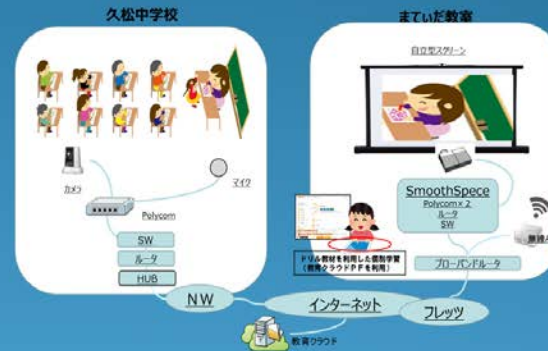 久松中学校
カメラ
マイク
Polycom
SW
ルータ
HUB
NW
まてぃだ教室
自立型スクリーン
SmoothSpece
Polycom×2
ルータ
SW
ドリル教材を利用した個別学習
(教育クラウドPFを利用)
ブローバンドルータ
インターネット
フレッツ
教育クラウド